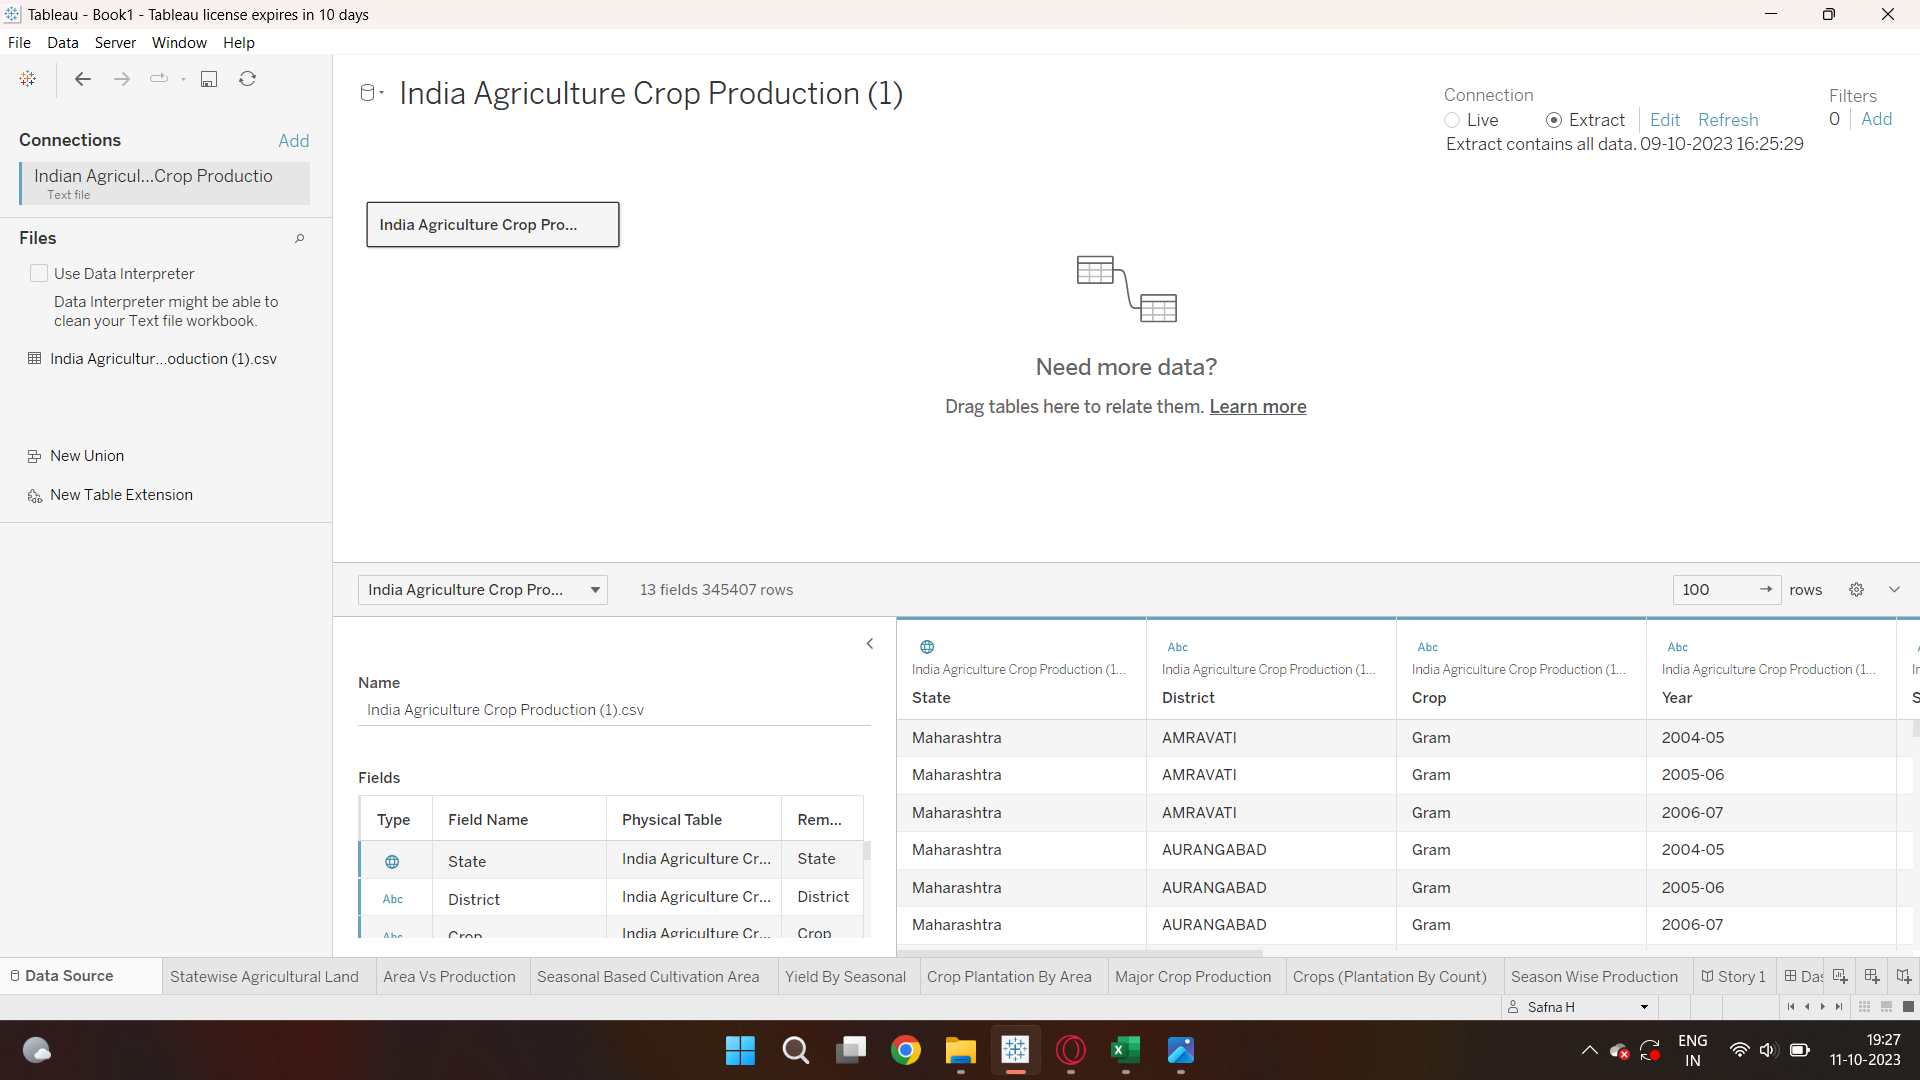 Tableau - Book1 - Tableau license expires in 10 days
File Data Server Window Help
Connections Add
Indian Agricul...Crop Productio
Text file
Files
Use Data Interpreter
Data Interpreter might be able to
clean your Text file workbook.
India Agricultur...oduction (1).csv
New Union
New Table Extension
India Agriculture Crop Production (1)
Connection
Live Extract Edit Refresh
Extract contains all data. 09-10-2023 16:25:29
Filters
0 Add
India Agriculture Crop Pro...
Need more data?
Drag tables here to relate them. Learn more
India Agriculture Crop Pro... 13 fields 345407 rows 100 rows
Name
India Agriculture Crop Production (1).csv
Fields
Type Field Name Physical Table Rem...
State India Agriculture Cr... State
Abc District India Agriculture Cr... District
Abc Crop India Agriculture Cr... Crop
Abc Abc Abc
India Agriculture Crop Production (1... India Agriculture Crop Production (1... India Agriculture Crop Production (1... India Agriculture Crop Production (1...
State District Crop Year
Maharashtra AMRAVATI Gram 2004-05
Maharashtra AMRAVATI Gram 2005-06
Maharashtra AMRAVATI Gram 2006-07
Maharashtra AURANGABAD Gram 2004-05
Maharashtra AURANGABAD Gram 2005-06
Maharashtra AURANGABAD Gram 2006-07
Data Source Statewise Agricultural Land Area Vs Production Seasonal Based Cultivation Area Yield By Seasonal Crop Plantation By Area Major Crop Production Crops (Plantation By Count) Season Wise Production Story 1 Das
Safna H
ENG
IN
19:27
11-10-2023